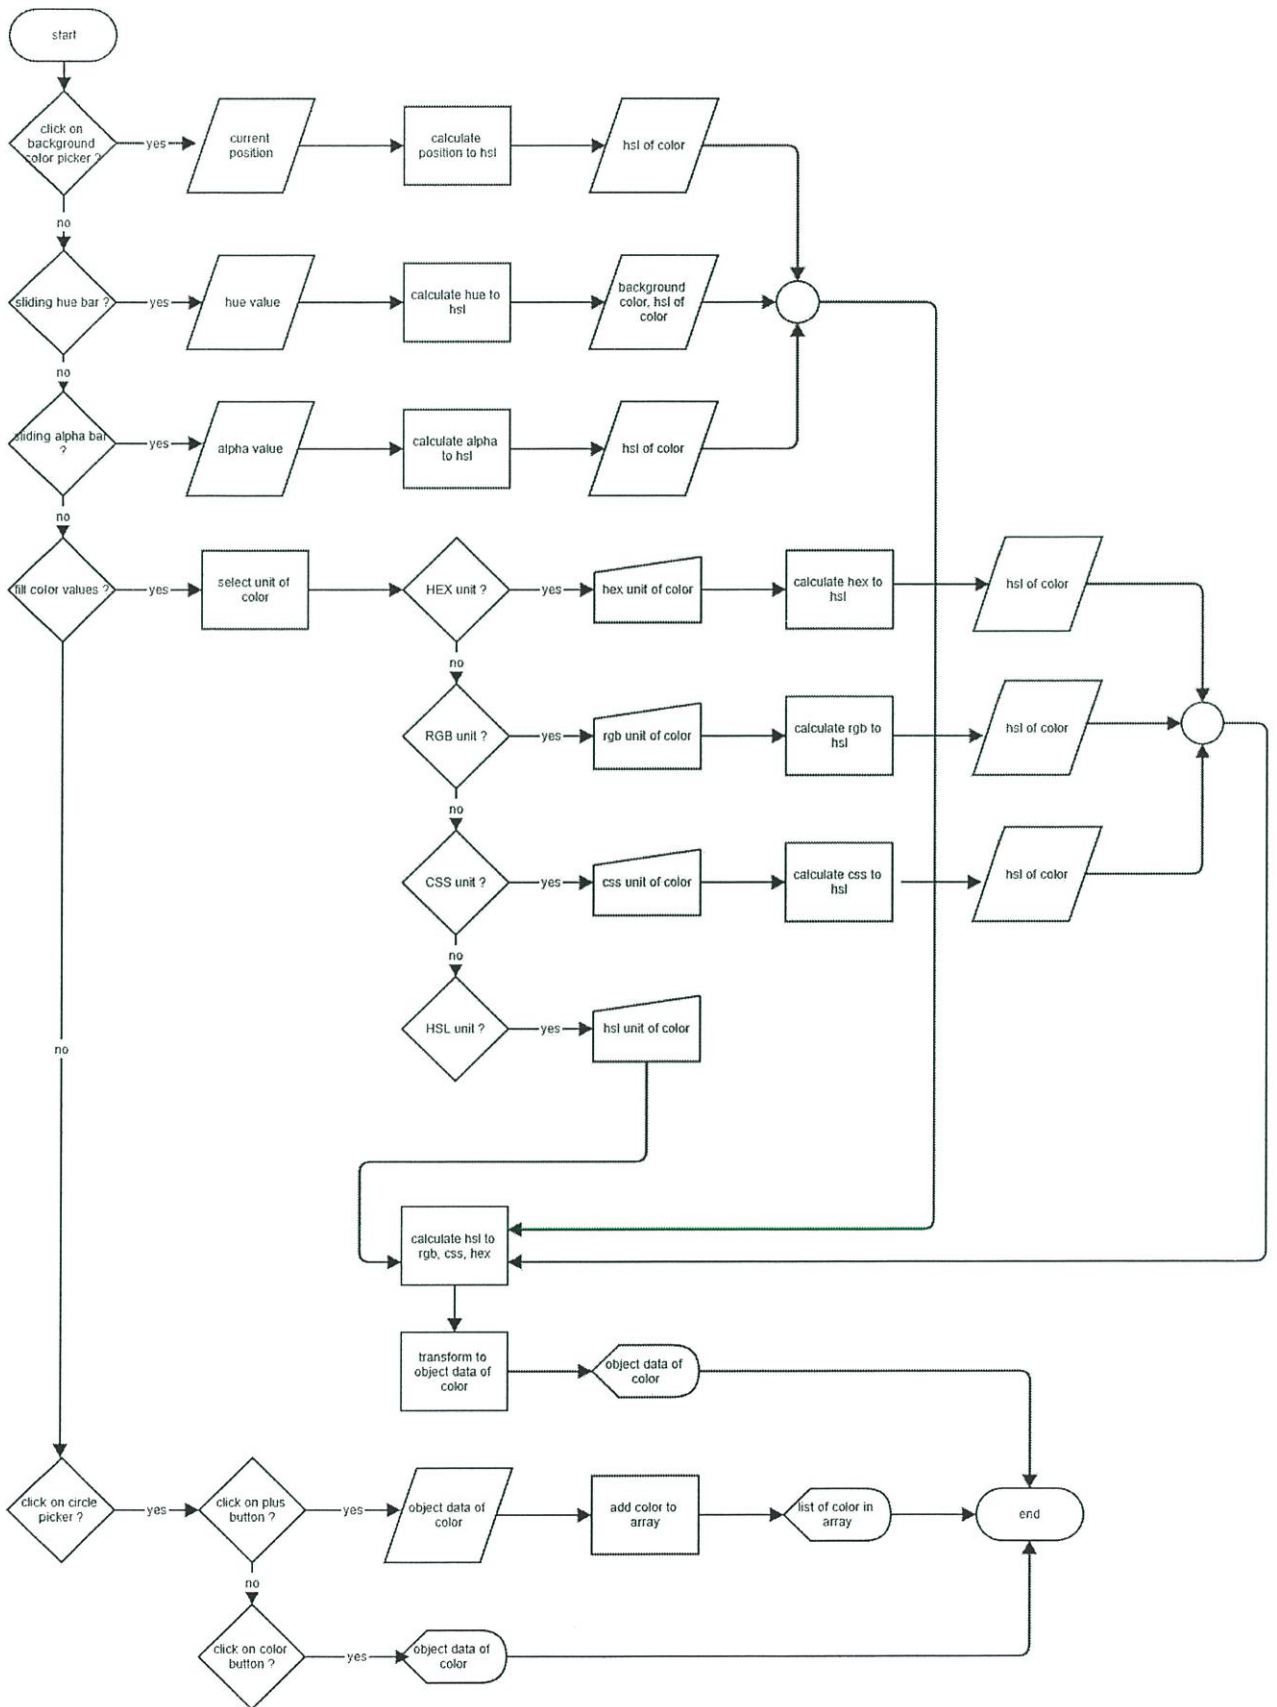 start
click on
background
color picker ?
yes
current
position
calculate
position to hsl
hsl of color
no
sliding hue bar ?
yes
hue value
calculate hue to
hsl
background
color, hsl of
color
no
sliding alpha bar
?
yes
alpha value
calculate alpha
to hsl
hsl of color
no
fill color values ?
yes
select unit of
color
HEX unit ?
yes
hex unit of color
calculate hex to
hsl
hsl of color
no
RGB unit ?
yes
rgb unit of color
calculate rgb to
hsl
hsl of color
no
CSS unit ?
yes
css unit of color
calculate css to
hsl
hsl of color
no
HSL unit ?
yes
hsl unit of color
no
calculate hsl to
rgb, css, hex
transform to
object data of
color
object data of
color
click on circle
picker ?
yes
click on plus
button ?
yes
object data of
color
add color to
array
list of color in
array
end
no
click on color
button ?
yes
object data of
color